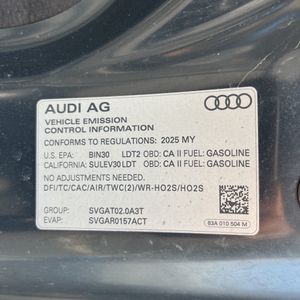 AUDI AG
VEHICLE EMISSION
CONTROL INFORMATION
CONFORMS TO REGULATIONS: 2025 MY
U.S. EPA: BIN30 LDT2 OBD: CA II FUEL: GASOLINE
CALIFORNIA: SULEV30 LDT OBD: CA II FUEL: GASOLINE
NO ADJUSTMENTS NEEDED.
DFI/TC/CAC/AIR/TWC(2)/WR-HO2S/HO2S
GROUP: SVGAT02.0A3T
EVAP: SVGAR0157ACT
83A 010 504 M